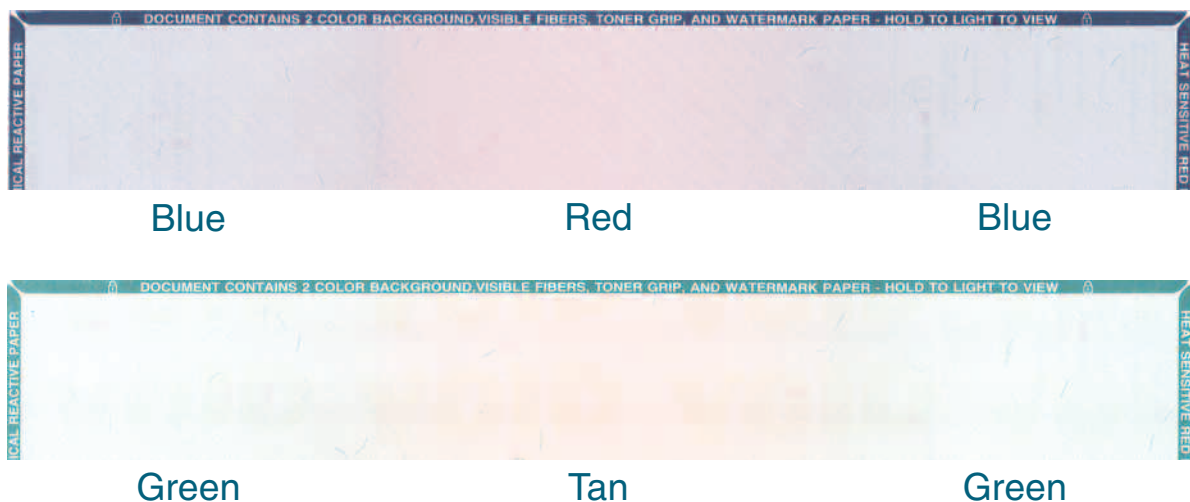 DOCUMENT CONTAINS 2 COLOR BACKGROUND,VISIBLE FIBERS, TONER GRIP, AND WATERMARK PAPER - HOLD TO LIGHT TO VIEW
ICAL REACTIVE PAPER
HEAT SENSITIVE RED
Blue Red Blue
DOCUMENT CONTAINS 2 COLOR BACKGROUND,VISIBLE FIBERS, TONER GRIP, AND WATERMARK PAPER - HOLD TO LIGHT TO VIEW
ICAL REACTIVE PAPER
HEAT SENSITIVE RED
Green Tan Green